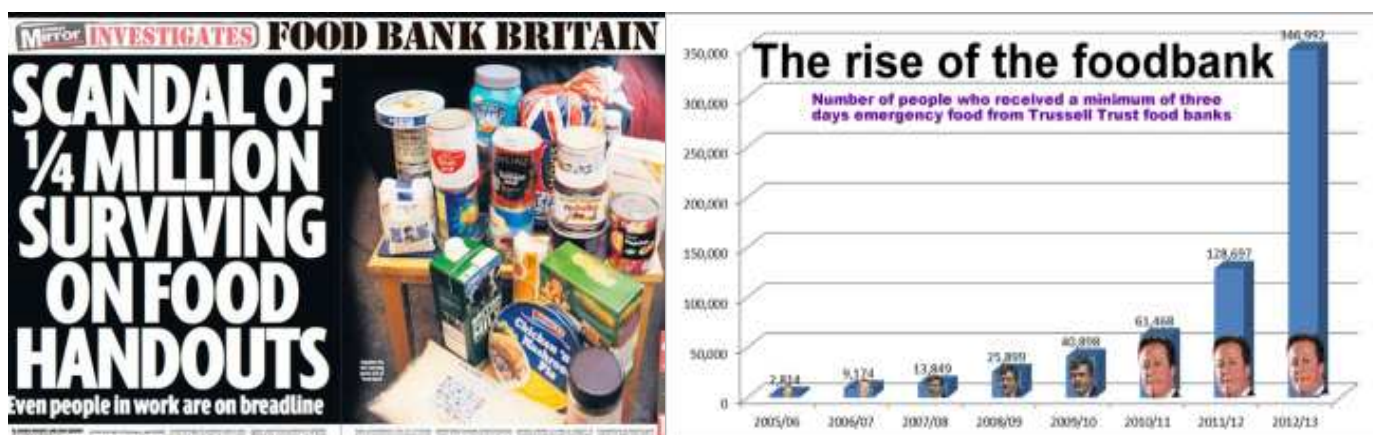 Mirror INVESTIGATES FOOD BANK BRITAIN
SCANDAL OF
¼ MILLION
SURVIVING
ON FOOD
HANDOUTS
Even people in work are on breadline
Chicken 'n'
Mushroom
Pie
The rise of the foodbank
Number of people who received a minimum of three
days emergency food from Trussell Trust food banks
350,000
300,000
250,000
200,000
150,000
100,000
50,000
0
2,814
9,174
13,849
25,899
40,898
61,468
128,697
346,992
2005/06 2006/07 2007/08 2008/09 2009/10 2010/11 2011/12 2012/13